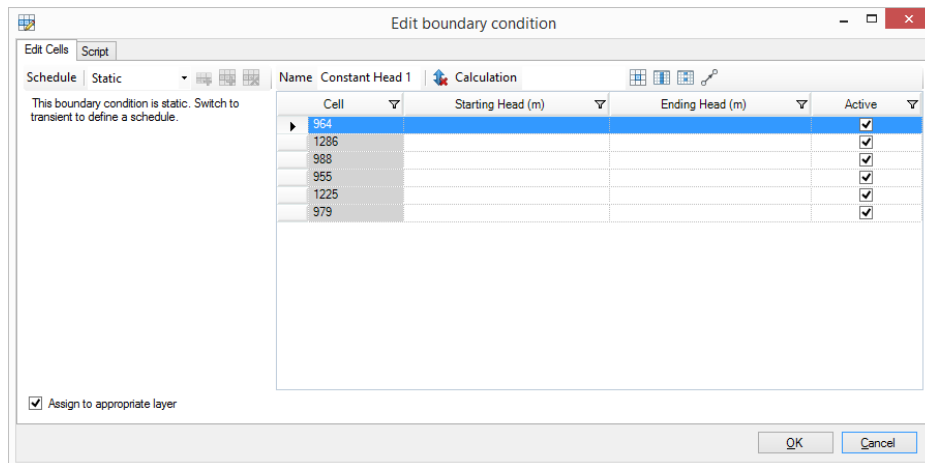 Edit boundary condition
Edit Cells Script
Schedule Static Name Constant Head 1 Calculation
This boundary condition is static. Switch to
transient to define a schedule.
Cell Starting Head (m) Ending Head (m) Active
964
1286
988
955
1225
979
Assign to appropriate layer
OK Cancel